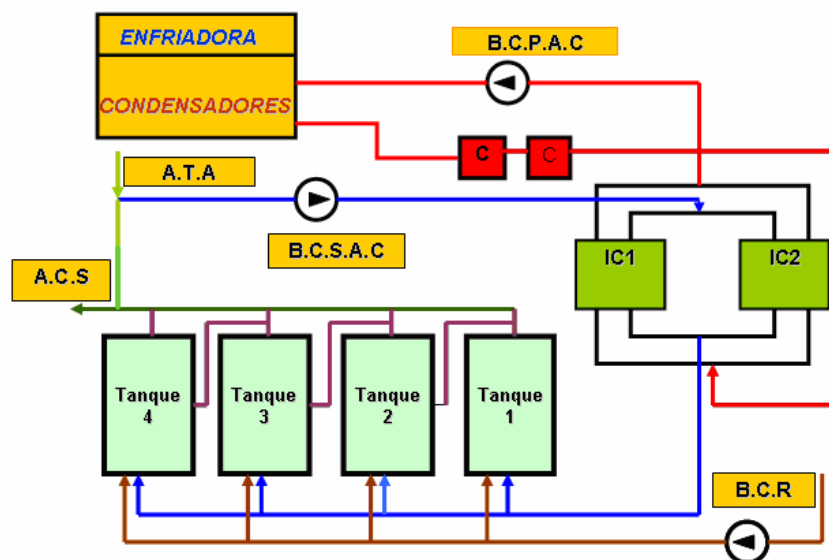 ENFRIADORA
B.C.P.A.C
CONDENSADORES
C
C
A.T.A
B.C.S.A.C
IC1
IC2
A.C.S
Tanque
4
Tanque
3
Tanque
2
Tanque
1
B.C.R